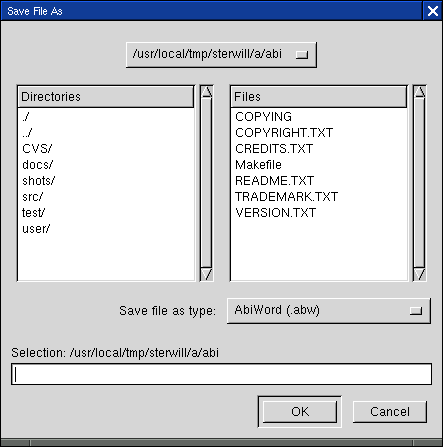 Save File As
/usr/local/tmp/sterwill/a/abi
Directories
./
../
CVS/
docs/
shots/
src/
test/
user/
Files
COPYING
COPYRIGHT.TXT
CREDITS.TXT
Makefile
README.TXT
TRADEMARK.TXT
VERSION.TXT
Save file as type: AbiWord (.abw)
Selection: /usr/local/tmp/sterwill/a/abi
OK Cancel